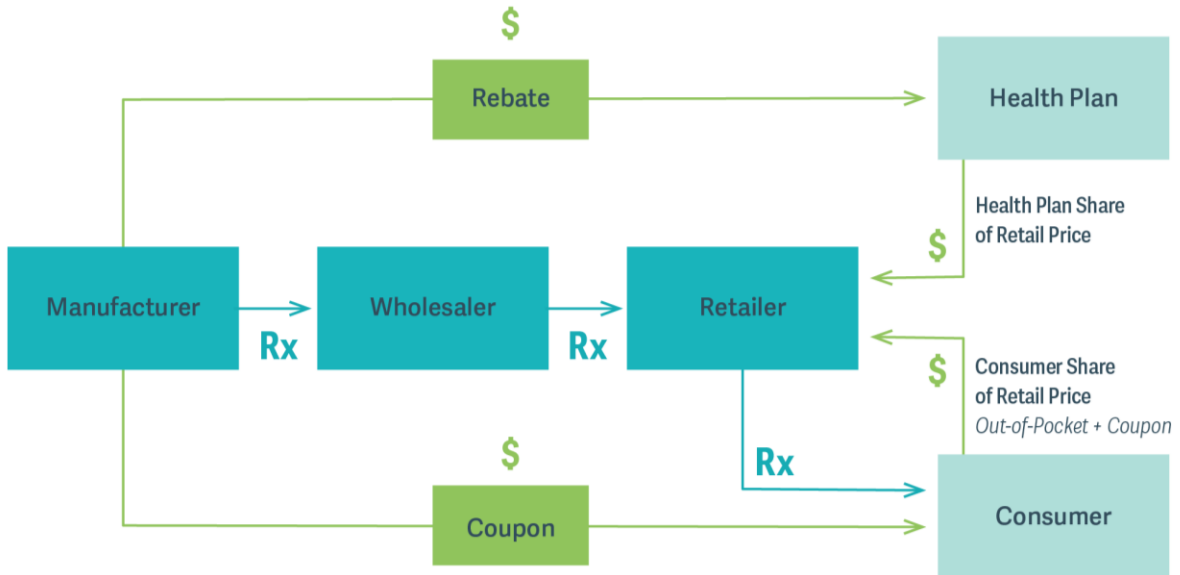 $
Rebate
Health Plan
Health Plan Share
of Retail Price
$
Manufacturer
Rx
Wholesaler
Rx
Retailer
$
Consumer Share
of Retail Price
Out-of-Pocket + Coupon
Rx
$
Coupon
Consumer